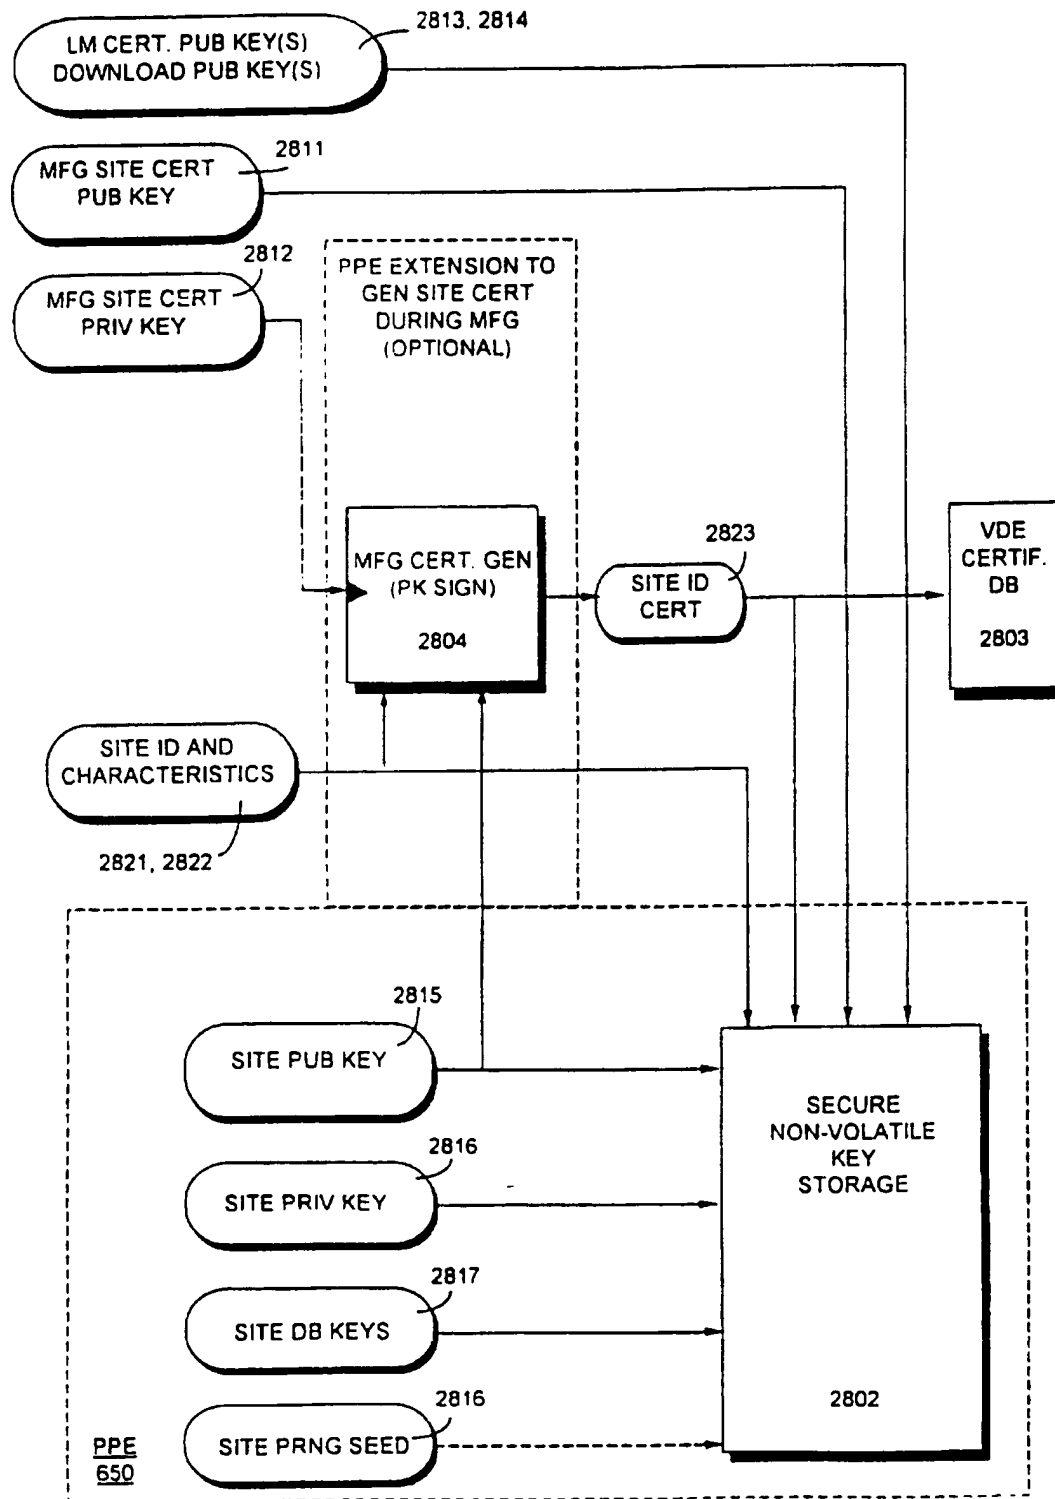 2813, 2814
LM CERT. PUB KEY(S)
DOWNLOAD PUB KEY(S)
2811
MFG SITE CERT
PUB KEY
2812
MFG SITE CERT
PRIV KEY
PPE EXTENSION TO
GEN SITE CERT
DURING MFG
(OPTIONAL)
MFG CERT. GEN
(PK SIGN)
2804
2823
SITE ID
CERT
VDE
CERTIF.
DB
2803
SITE ID AND
CHARACTERISTICS
2821, 2822
2815
SITE PUB KEY
2816
SITE PRIV KEY
2817
SITE DB KEYS
2816
SITE PRNG SEED
SECURE
NON-VOLATILE
KEY
STORAGE
2802
PPE
650